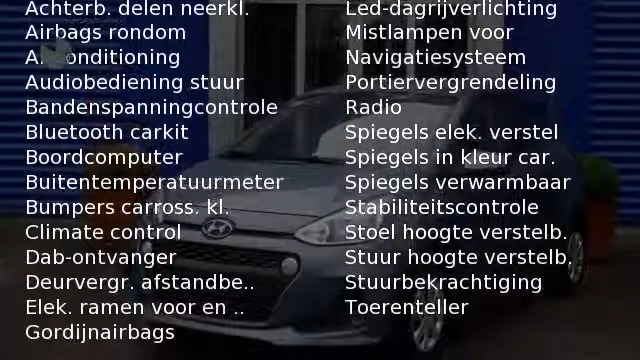 Achterb. delen neerkl.
Airbags rondom
Airconditioning
Audiobediening stuur
Bandenspanningcontrole
Bluetooth carkit
Boordcomputer
Buitentemperatuurmeter
Bumpers carross. kl.
Climate control
Dab-ontvanger
Deurvergr. afstandbe..
Elek. ramen voor en ..
Gordijnairbags
Led-dagrijverlichting
Mistlampen voor
Navigatiesysteem
Portiervergrendeling
Radio
Spiegels elek. verstel
Spiegels in kleur car.
Spiegels verwarmbaar
Stabiliteitscontrole
Stoel hoogte verstelb.
Stuur hoogte verstelb.
Stuurbekrachtiging
Toerenteller